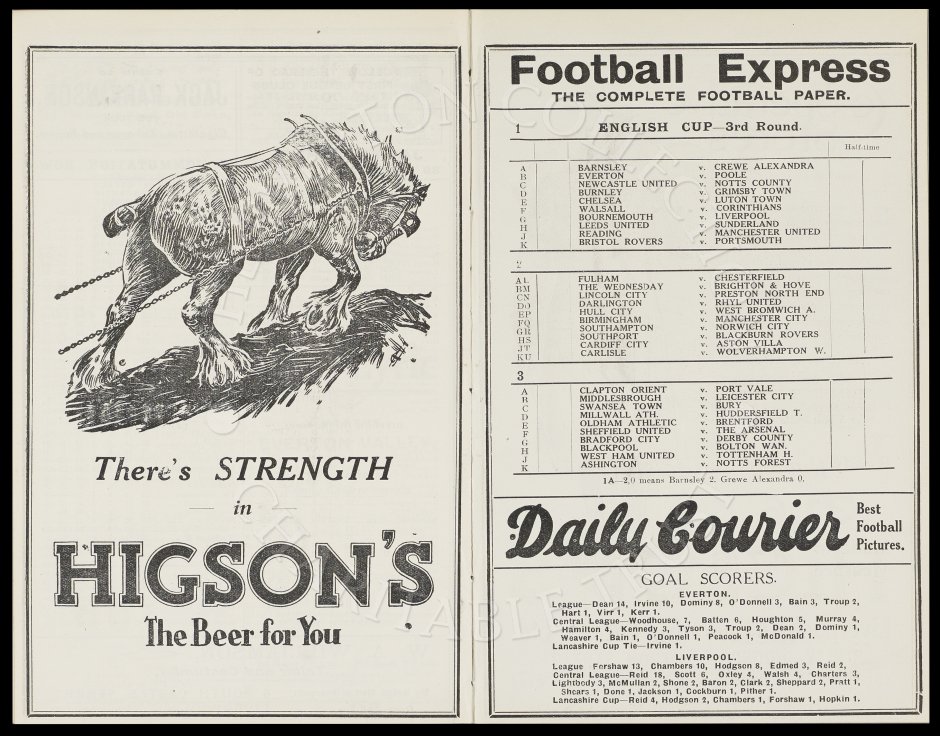 There's STRENGTH
in
HIGSON'S
The Beer for You
Football Express
THE COMPLETE FOOTBALL PAPER.
1 ENGLISH CUP—3rd Round.
Half-time
A BARNSLEY v. CREWE ALEXANDRA
B EVERTON v. POOLE
C NEWCASTLE UNITED v. NOTTS COUNTY
D BURNLEY v. GRIMSBY TOWN
E CHELSEA v. LUTON TOWN
F WALSALL v. CORINTHIANS
G BOURNEMOUTH v. LIVERPOOL
H LEEDS UNITED v. SUNDERLAND
J READING v. MANCHESTER UNITED
K BRISTOL ROVERS v. PORTSMOUTH
2
AL FULHAM v. CHESTERFIELD
BM THE WEDNESDAY v. BRIGHTON & HOVE
CN LINCOLN CITY v. PRESTON NORTH END
DO DARLINGTON v. RHYL UNITED
EP HULL CITY v. WEST BROMWICH A.
FQ BIRMINGHAM v. MANCHESTER CITY
GR SOUTHAMPTON v. NORWICH CITY
HS SOUTHPORT v. BLACKBURN ROVERS
JT CARDIFF CITY v. ASTON VILLA
KU CARLISLE v. WOLVERHAMPTON W.
3
A CLAPTON ORIENT v. PORT VALE
B MIDDLESBROUGH v. LEICESTER CITY
C SWANSEA TOWN v. BURY
D MILLWALL ATH. v. HUDDERSFIELD T.
E OLDHAM ATHLETIC v. BRENTFORD
F SHEFFIELD UNITED v. THE ARSENAL
G BRADFORD CITY v. DERBY COUNTY
H BLACKPOOL v. BOLTON WAN.
J WEST HAM UNITED v. TOTTENHAM H.
K ASHINGTON v. NOTTS FOREST
1A—2,0 means Barnsley 2, Grewe Alexandra 0.
Daily Courier
Best
Football
Pictures.
GOAL SCORERS.
EVERTON.
League—Dean 14, Irvine 10, Dominy 8, O'Donnell 3, Bain 3, Troup 2,
Hart 1, Virr 1, Kerr 1.
Central League—Woodhouse, 7, Batten 6, Houghton 5, Murray 4,
Hamilton 4, Kennedy 3, Tyson 3, Troup 2, Dean 2, Dominy 1,
Weaver 1, Bain 1, O'Donnell 1, Peacock 1, McDonald 1.
Lancashire Cup Tie—Irvine 1.
LIVERPOOL.
League Forshaw 13, Chambers 10, Hodgson 8, Edmed 3, Reid 2,
Central League—Reid 18, Scott 6, Oxley 4, Walsh 4, Charters 3,
Lightbody 3, McMullan 2, Shone 2, Baron 2, Clark 2, Sheppard 2, Pratt 1,
Shears 1, Done 1, Jackson 1, Cockburn 1, Pither 1.
Lancashire Cup—Reid 4, Hodgson 2, Chambers 1, Forshaw 1, Hopkin 1.